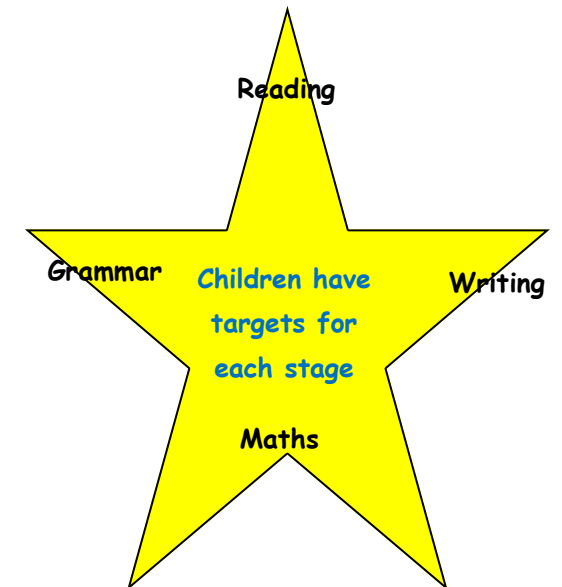 Reading
Grammar
Writing
Children have
targets for
each stage
Maths